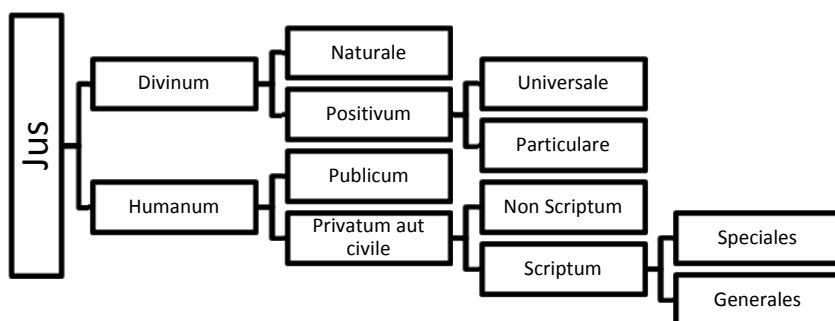 Jus
Divinum
Naturale
Positivum
Universale
Particulare
Humanum
Publicum
Privatum aut
civile
Non Scriptum
Scriptum
Speciales
Generales